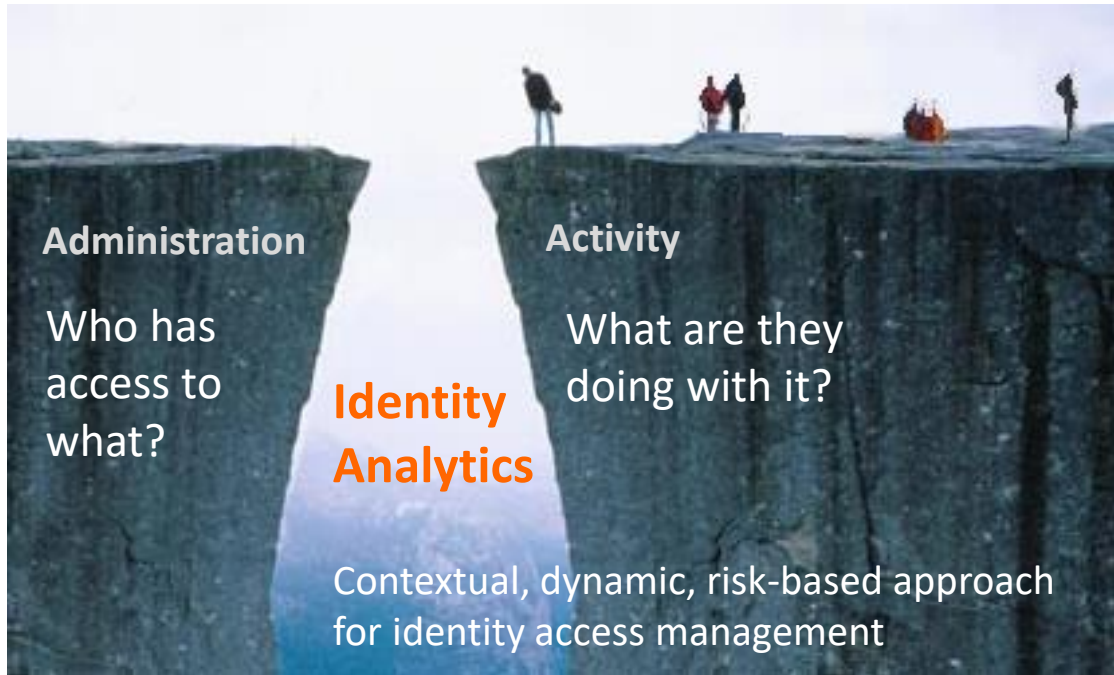 Administration
Who has
access to
what?
Identity
Analytics
Activity
What are they
doing with it?
Contextual, dynamic, risk-based approach
for identity access management